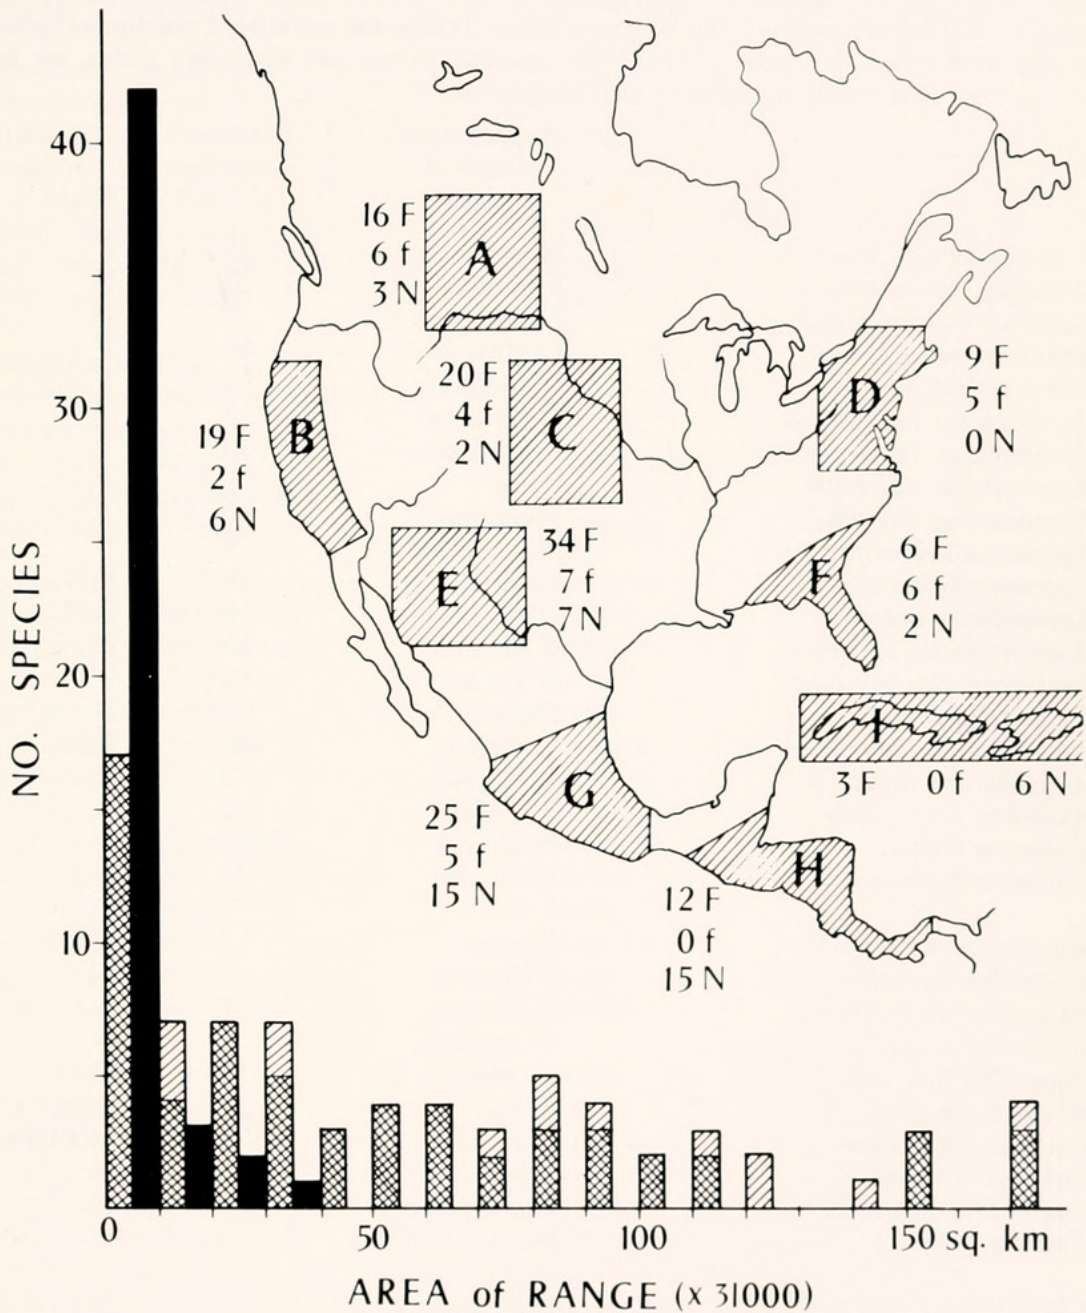 40
30
20
10
NO. SPECIES
16 F
6 f
3 N
A
19 F
2 f
6 N
B
20 F
4 f
2 N
C
D
9 F
5 f
0 N
E
34 F
7 f
7 N
F
6 F
6 f
2 N
I
3 F 0 f 6 N
G
25 F
5 f
15 N
H
12 F
0 f
15 N
0 50 100 150 sq. km
AREA of RANGE (x 31000)